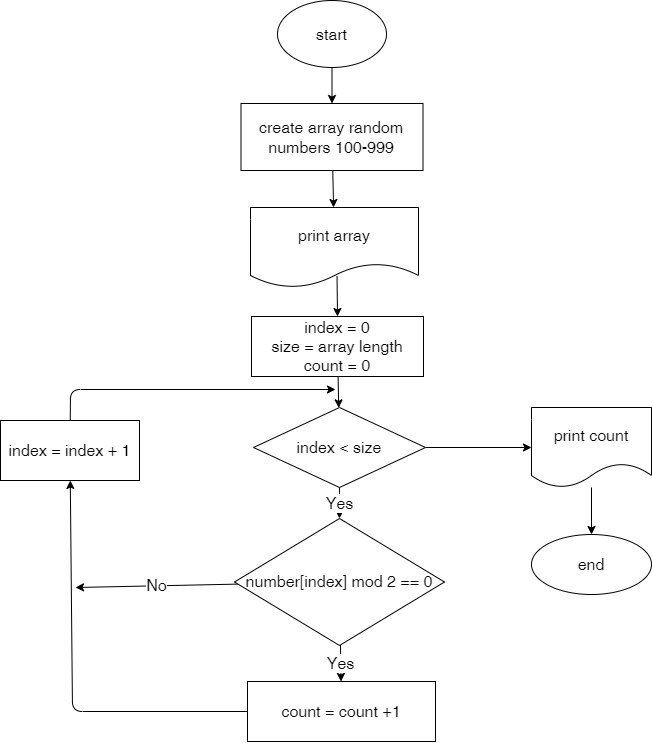 start
create array random
numbers 100-999
print array
index = 0
size = array length
count = 0
index = index + 1
index < size
print count
Yes
number[index] mod 2 == 0
No
end
Yes
count = count +1